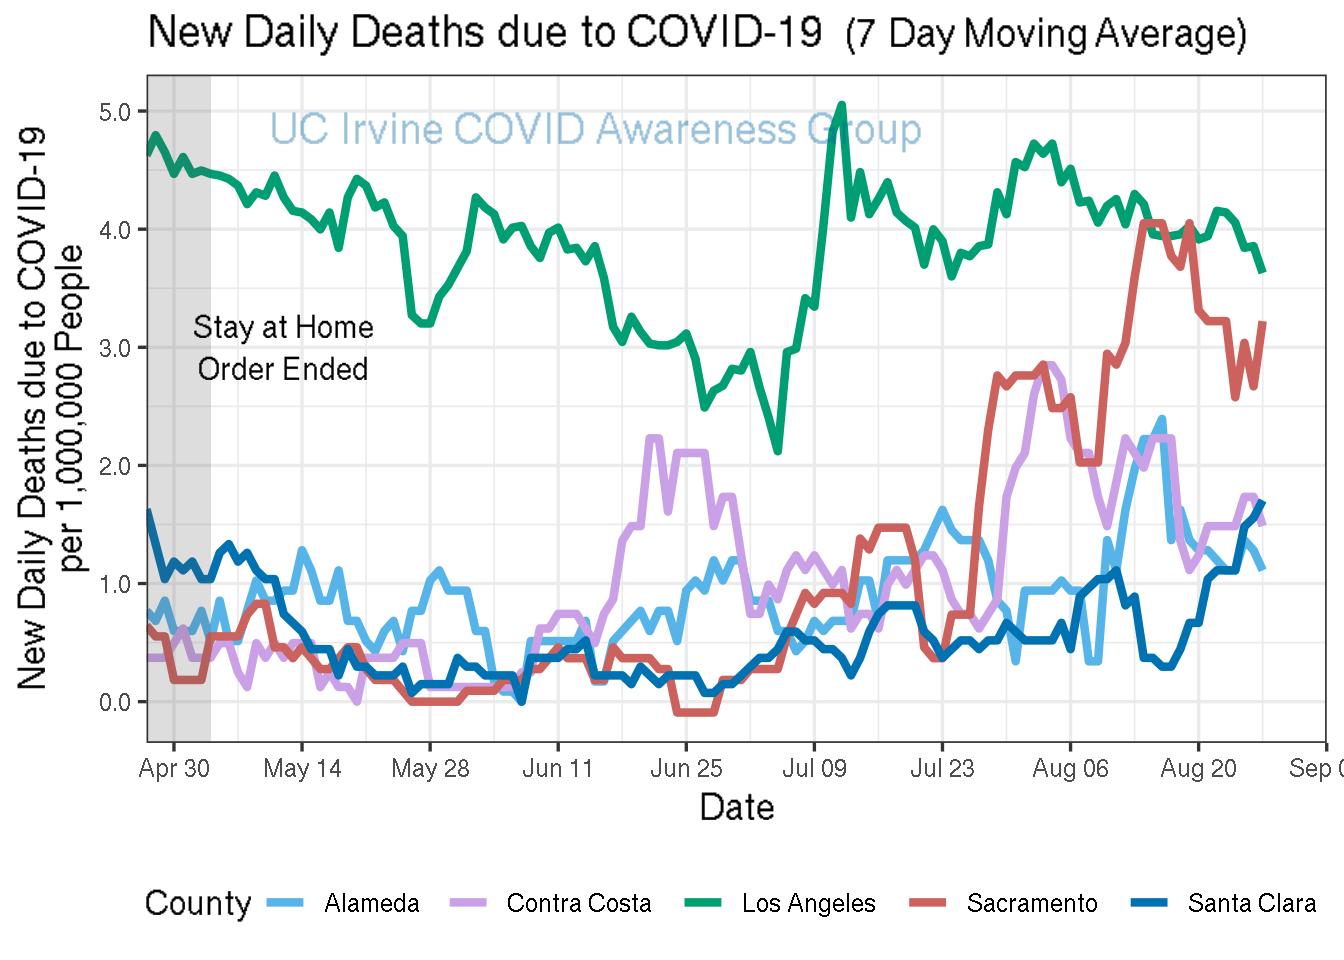 New Daily Deaths due to COVID-19 (7 Day Moving Average)
UC Irvine COVID Awareness Group
New Daily Deaths due to COVID-19
per 1,000,000 People
5.0
4.0
3.0
2.0
1.0
0.0
Stay at Home
Order Ended
Apr 30 May 14 May 28 Jun 11 Jun 25 Jul 09 Jul 23 Aug 06 Aug 20 Sep
Date
County Alameda Contra Costa Los Angeles Sacramento Santa Clara